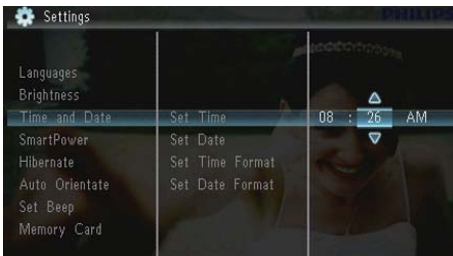 Settings
PHILIPS
Languages
Brightness
Time and Date
SmartPower
Hibernate
Auto Orientate
Set Beep
Memory Card
Set Time
Set Date
Set Time Format
Set Date Format
08 : 26 AM